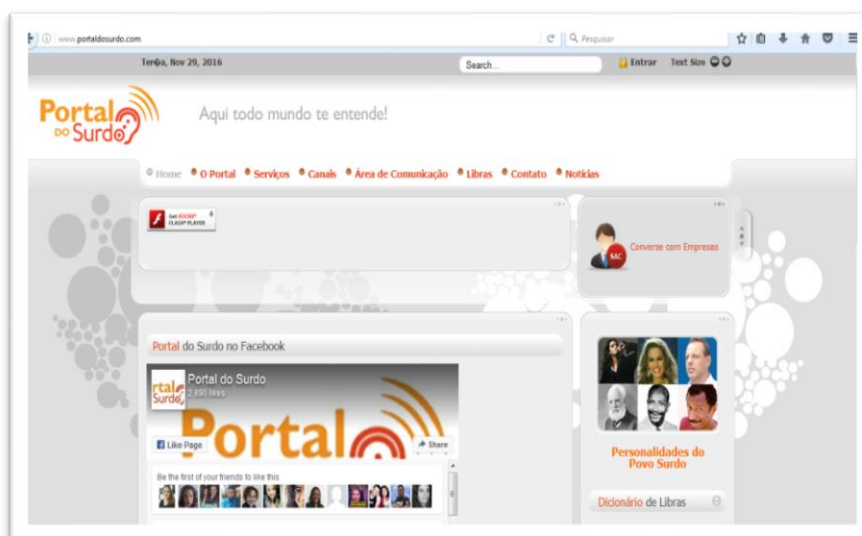 www.portaldosurdo.com
Pesquisar
Ter�a, Nov 29, 2016
Search...
Entrar
Text Size
Portal
DO Surdo
Aqui todo mundo te entende!
Home
O Portal
Serviços
Canais
Área de Comunicação
Libras
Contato
Notícias
Get ADOBE®
FLASH® PLAYER
SAC
Converse com Empresas
Portal do Surdo no Facebook
rtal
Surdo
Portal do Surdo
2,890 likes
Portal
Like Page
Share
Be the first of your friends to like this
Personalidades do
Povo Surdo
Dicionário de Libras